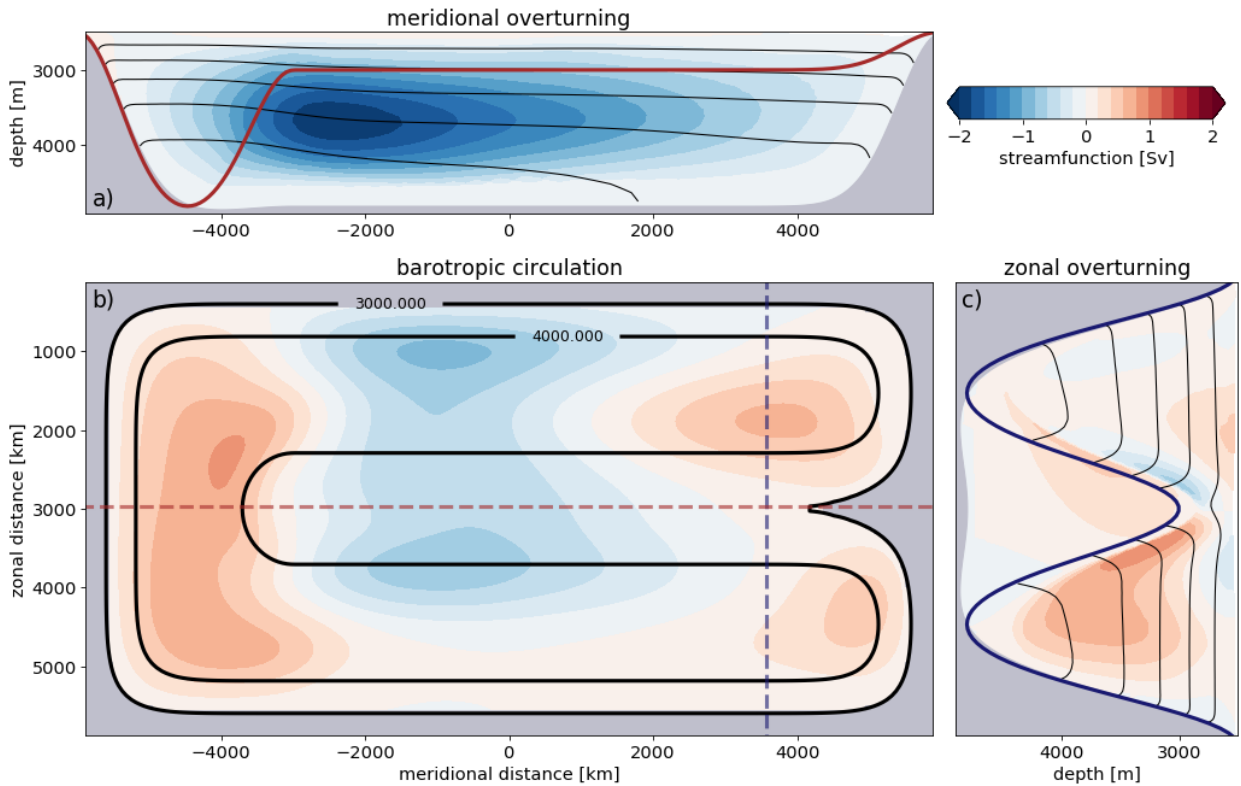 meridional overturning
depth [m]
3000
4000
a)
−4000
−2000
0
2000
4000
−2
−1
0
1
2
streamfunction [Sv]
barotropic circulation
zonal overturning
b)
c)
3000.000
4000.000
zonal distance [km]
1000
2000
3000
4000
5000
−4000
−2000
0
2000
4000
meridional distance [km]
4000
3000
depth [m]